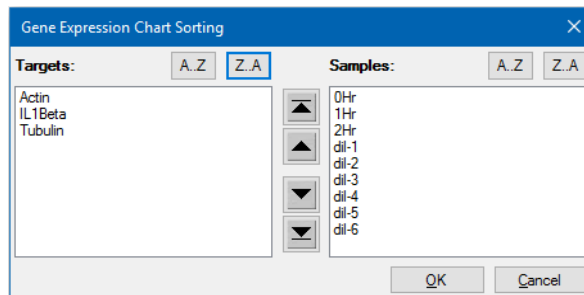 Gene Expression Chart Sorting
Targets: A..Z Z..A Samples: A..Z Z..A
Actin
IL1Beta
Tubulin
0Hr
1Hr
2Hr
dil-1
dil-2
dil-3
dil-4
dil-5
dil-6
OK Cancel